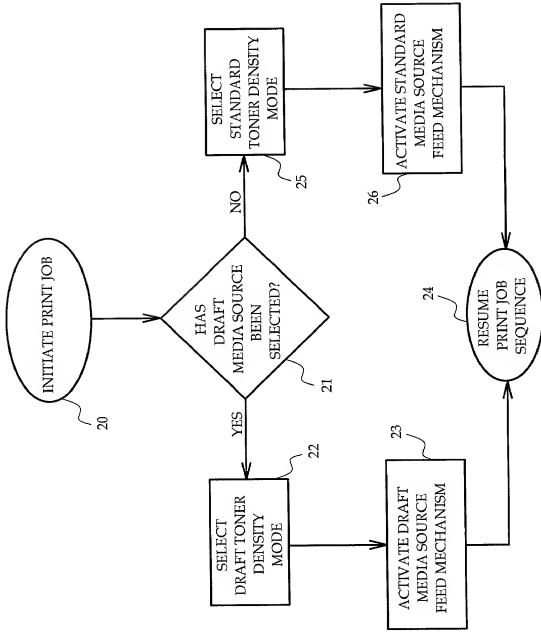 INITIATE PRINT JOB
20
HAS
DRAFT
MEDIA SOURCE
BEEN
SELECTED?
21
YES
NO
SELECT
DRAFT TONER
DENSITY
MODE
22
ACTIVATE DRAFT
MEDIA SOURCE
FEED MECHANISM
23
SELECT
STANDARD
TONER DENSITY
MODE
25
ACTIVATE STANDARD
MEDIA SOURCE
FEED MECHANISM
26
RESUME
PRINT JOB
SEQUENCE
24